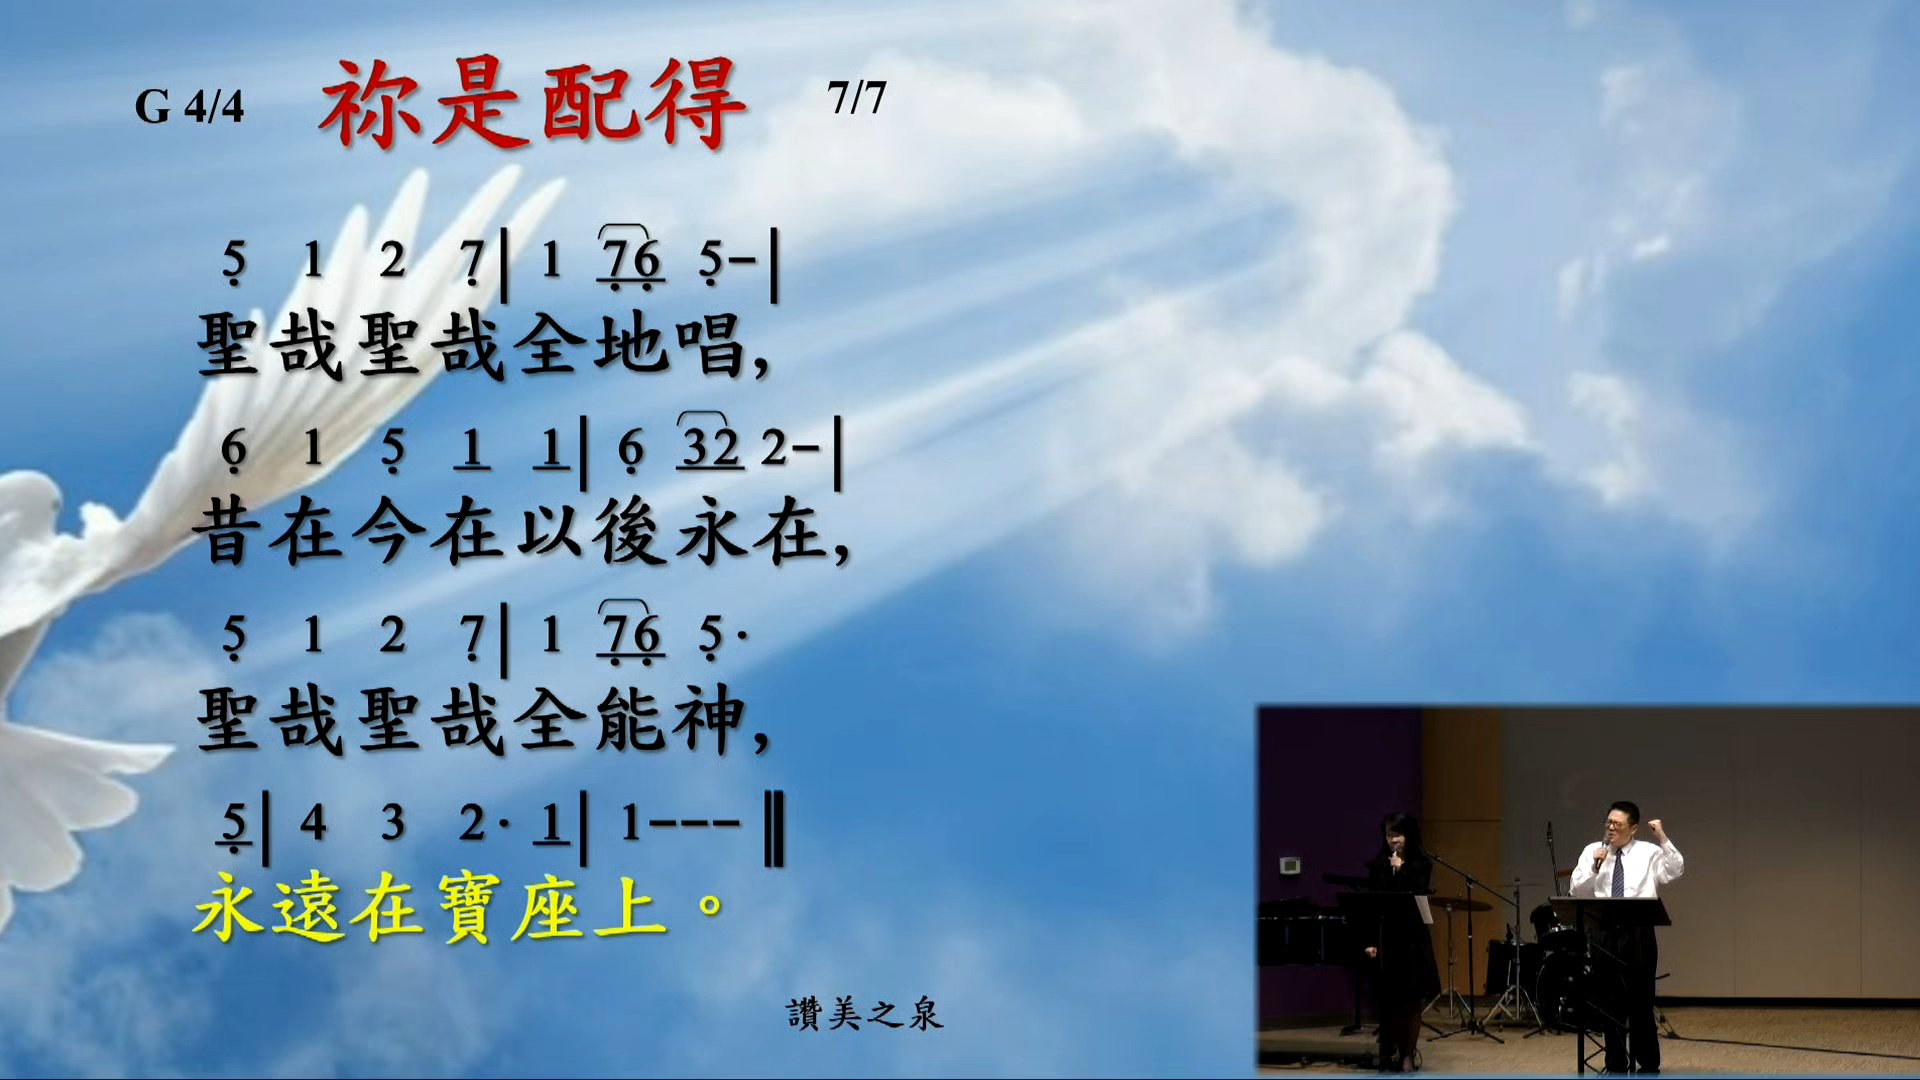 G 4/4 祢是配得 7/7
5 1 2 7 | 1 76 5– |
聖哉聖哉全地唱,
6 1 5 1 1 | 6 32 2– |
昔在今在以後永在,
5 1 2 7 | 1 76 5·
聖哉聖哉全能神,
5 | 4 3 2· 1 | 1––– ‖
永遠在寶座上。
讚美之泉